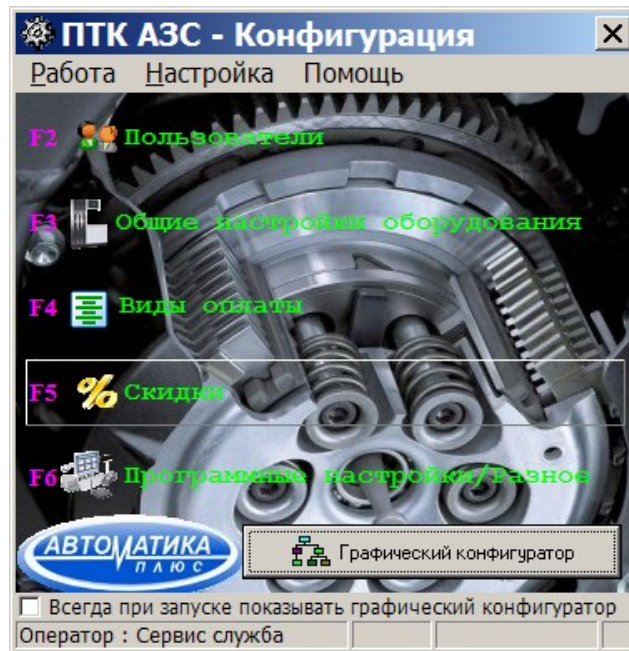 ПТК АЗС - Конфигурация
Работа Настройка Помощь
F2 Пользователи
F3 Общие настройки оборудования
F4 Виды оплаты
F5 % Скидки
F6 Программные настройки/Разное
АВТОМАТИКА
ПЛЮС
Графический конфигуратор
Всегда при запуске показывать графический конфигуратор
Оператор : Сервис служба